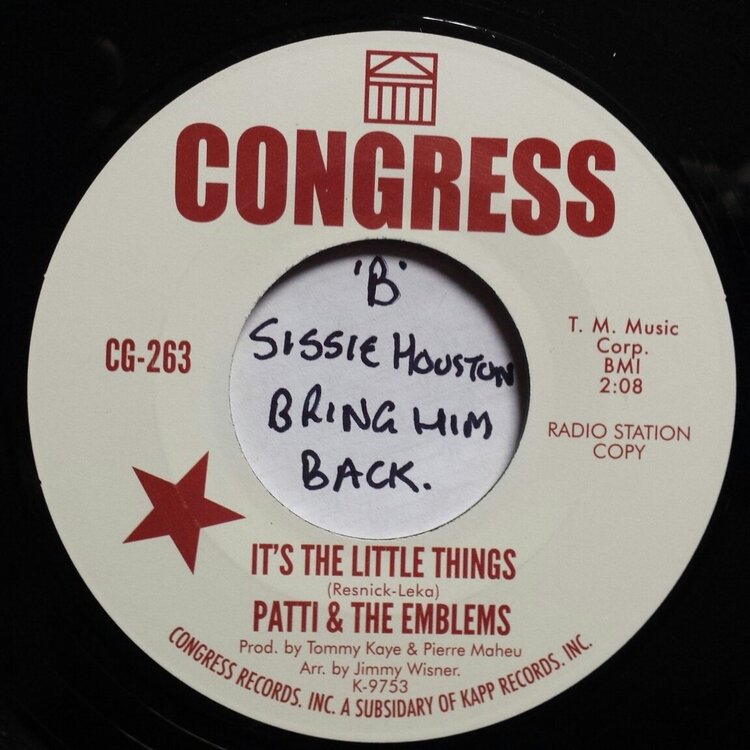 CONGRESS
'B'
SISSIE HOUSTON
BRING HIM
BACK.
CG-263
T. M. Music
Corp.
BMI
2:08
RADIO STATION
COPY
IT'S THE LITTLE THINGS
(Resnick-Leka)
PATTI & THE EMBLEMS
Prod. by Tommy Kaye & Pierre Maheu
Arr. by Jimmy Wisner.
K-9753
CONGRESS RECORDS. INC. A SUBSIDARY OF KAPP RECORDS. INC.